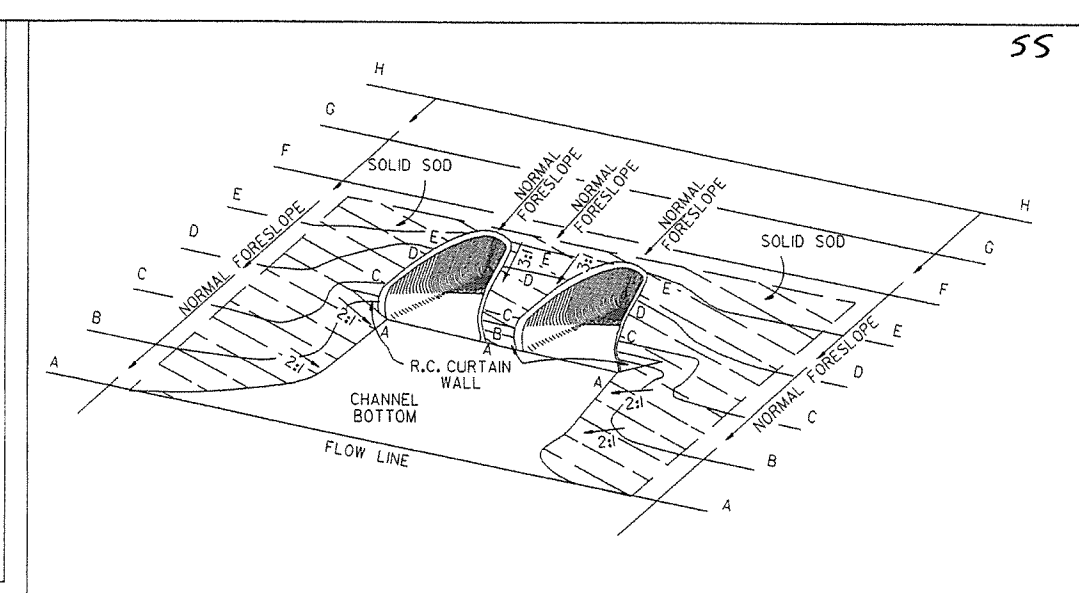 SS
H
G
F
E
D
C
B
A
SOLID SOD
NORMAL
FORESLOPE
NORMAL
FORESLOPE
NORMAL
FORESLOPE
SOLID SOD
H
G
F
E
D
C
B
A
NORMAL FORESLOPE
NORMAL FORESLOPE
E
D
C
A
3:1
E
D
3:1
A
C
B
A
E
D
C
A
2:1
2:1
2:1
2:1
R.C. CURTAIN
WALL
CHANNEL
BOTTOM
FLOW LINE